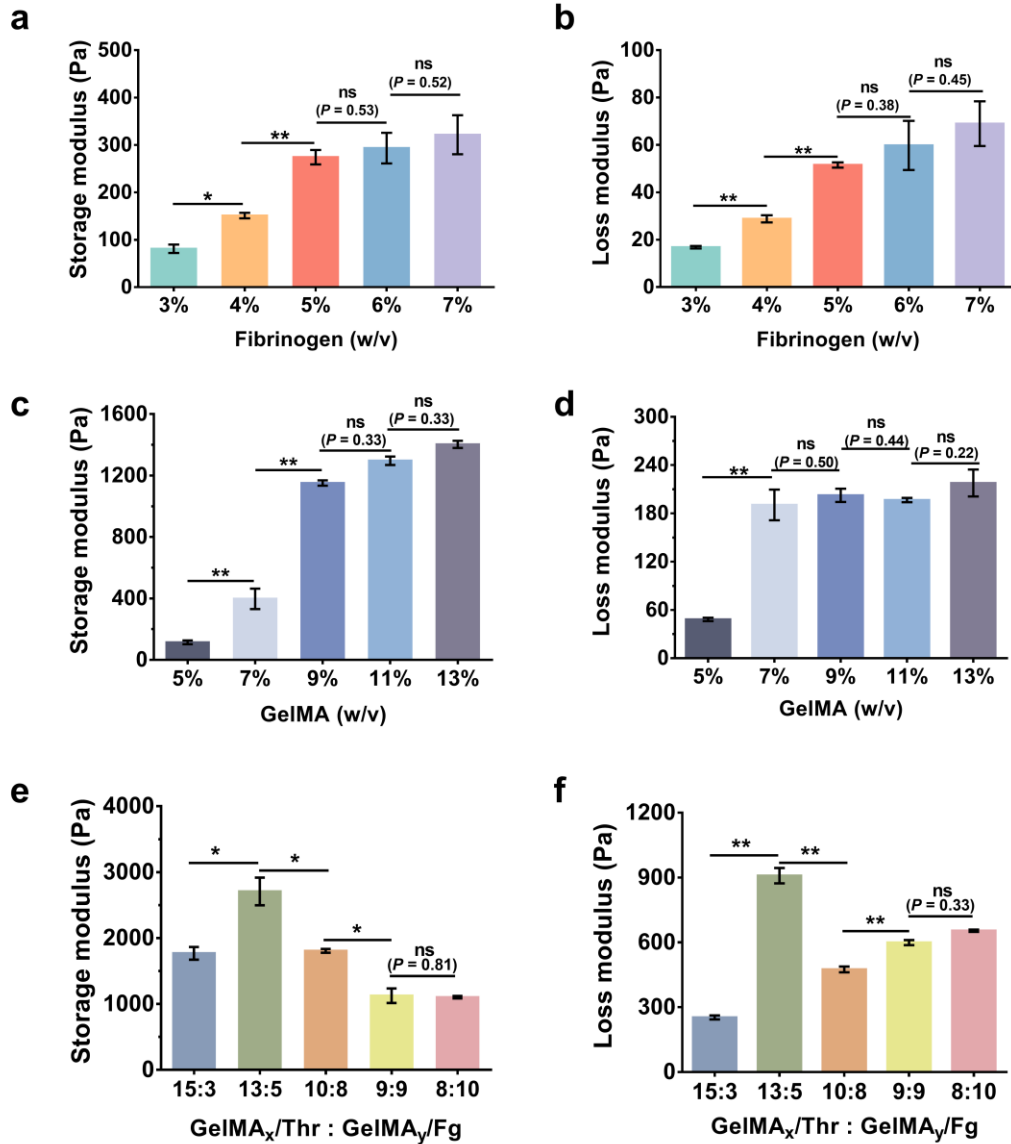 a
Storage modulus (Pa)
500
400
300
200
100
0
*
**
ns
(P = 0.53)
ns
(P = 0.52)
3% 4% 5% 6% 7%
Fibrinogen (w/v)
b
Loss modulus (Pa)
100
80
60
40
20
0
**
**
ns
(P = 0.38)
ns
(P = 0.45)
3% 4% 5% 6% 7%
Fibrinogen (w/v)
c
Storage modulus (Pa)
1600
1200
800
400
0
**
**
ns
(P = 0.33)
ns
(P = 0.33)
5% 7% 9% 11% 13%
GelMA (w/v)
d
Loss modulus (Pa)
300
240
180
120
60
0
**
ns
(P = 0.50)
ns
(P = 0.44)
ns
(P = 0.22)
5% 7% 9% 11% 13%
GelMA (w/v)
e
Storage modulus (Pa)
4000
3000
2000
1000
0
*
*
*
ns
(P = 0.81)
15:3 13:5 10:8 9:9 8:10
GelMAx/Thr : GelMAy/Fg
f
Loss modulus (Pa)
1200
900
600
300
0
**
**
**
ns
(P = 0.33)
15:3 13:5 10:8 9:9 8:10
GelMAx/Thr : GelMAy/Fg